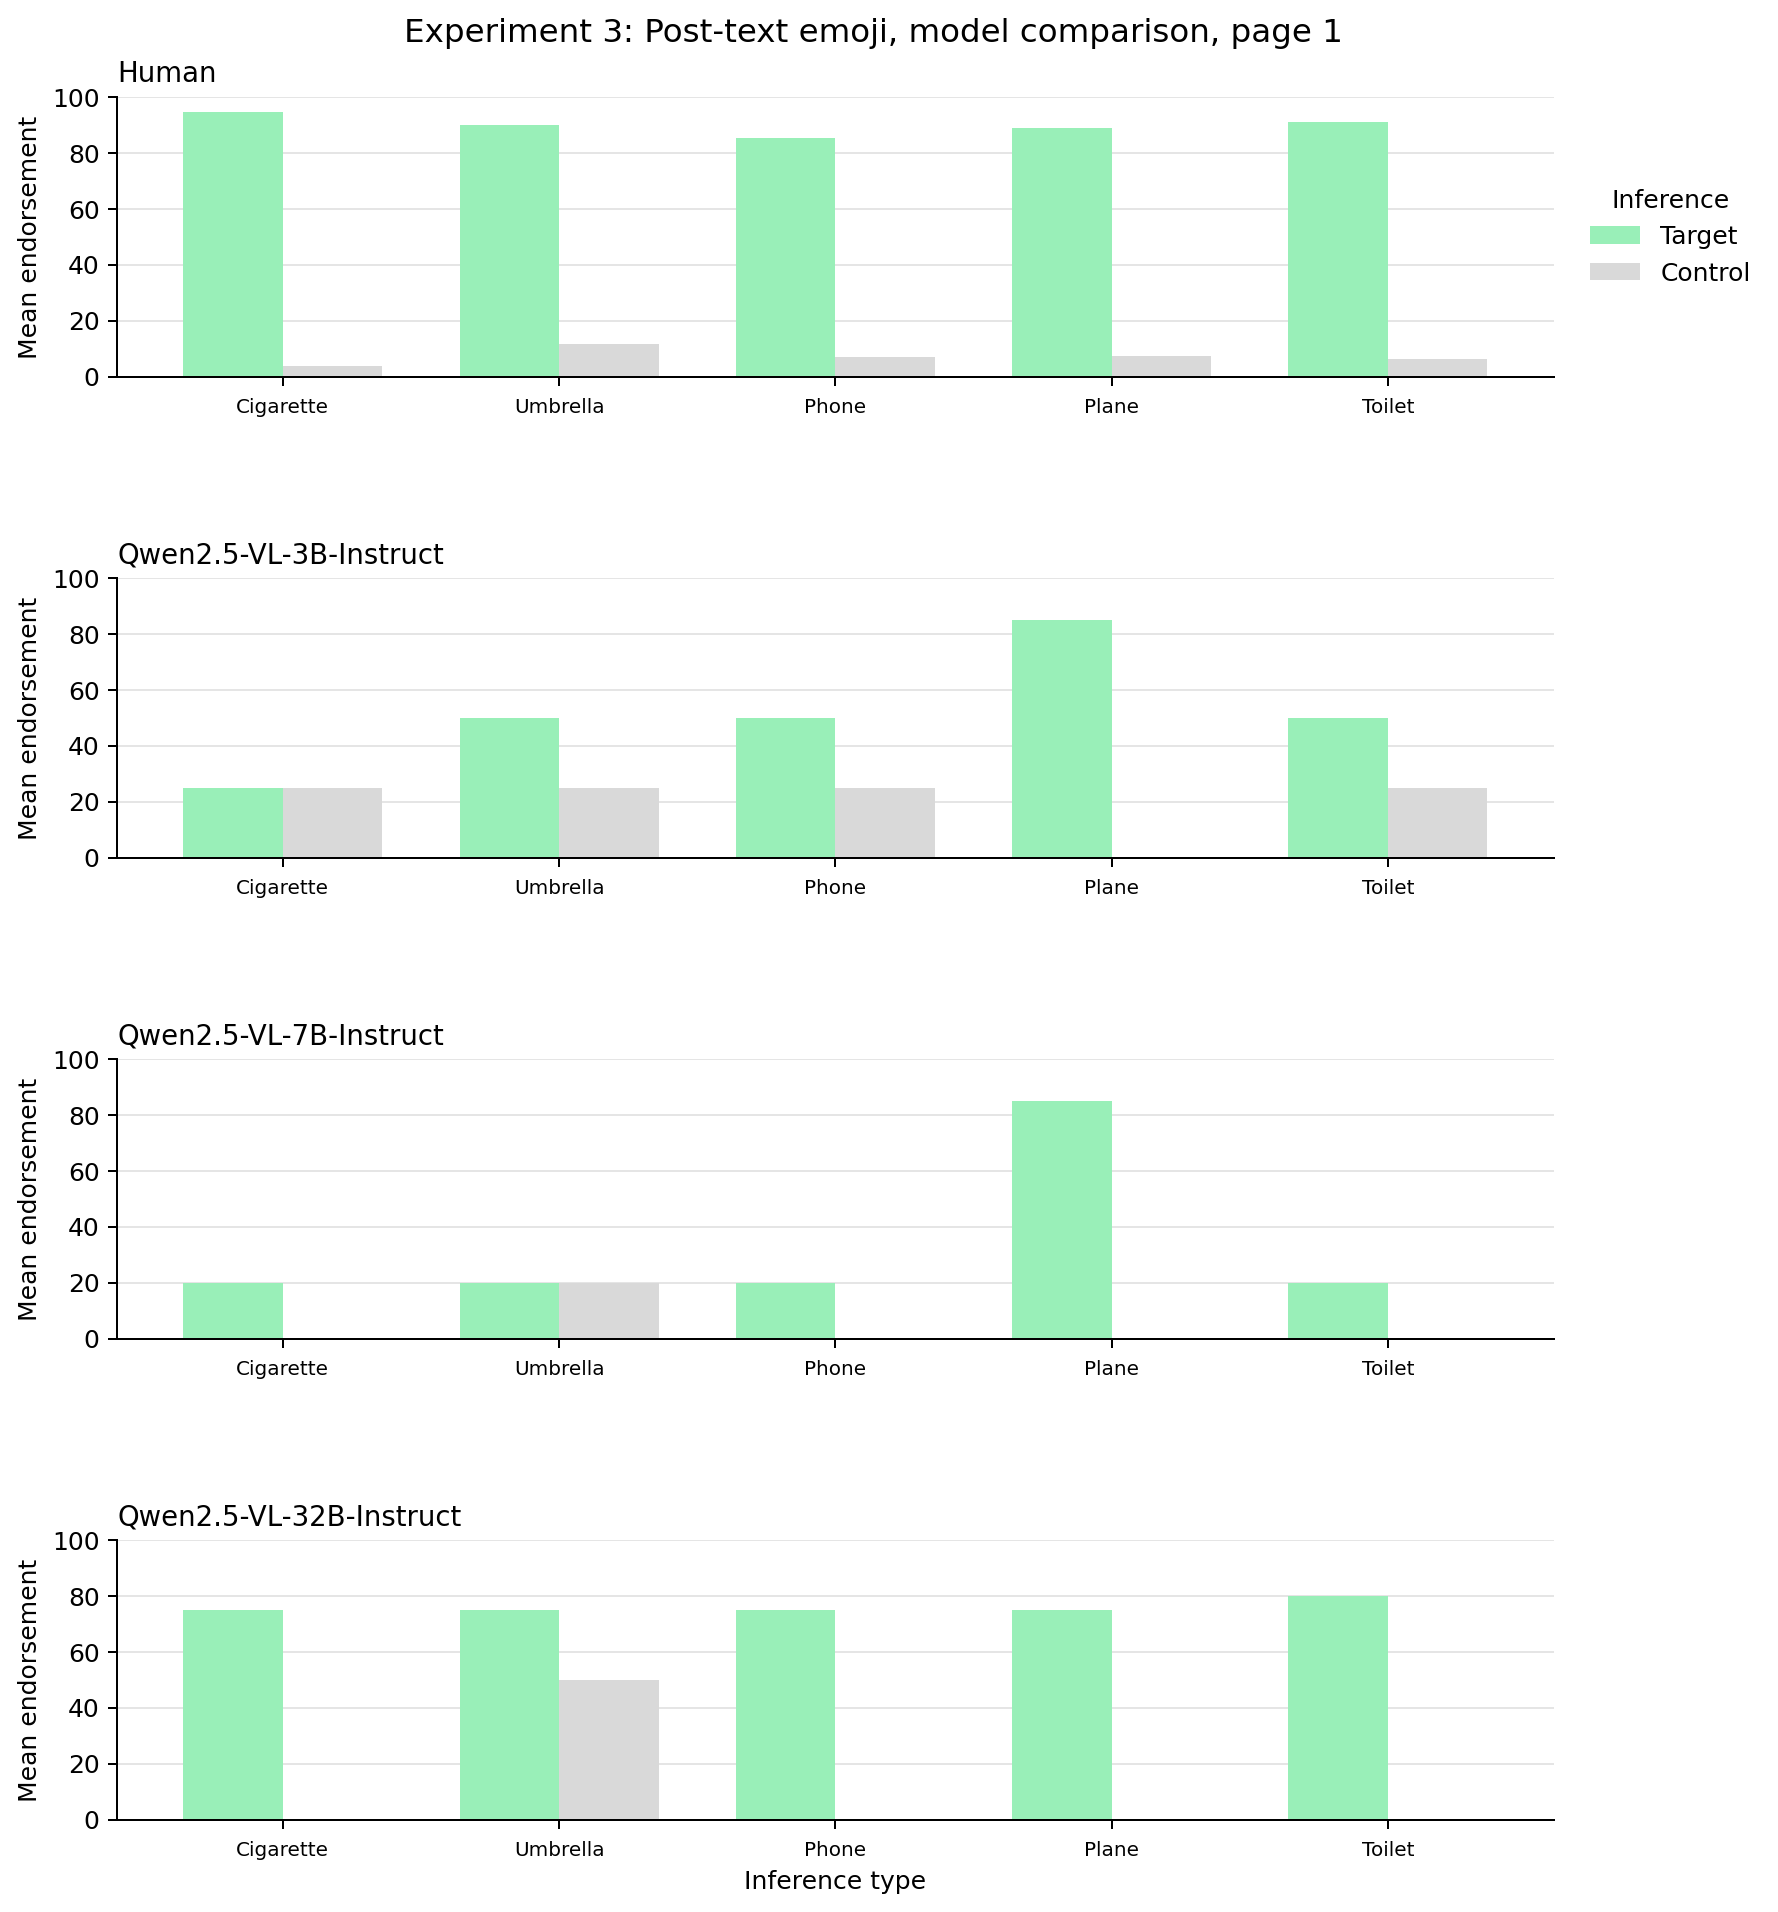 Experiment 3: Post-text emoji, model comparison, page 1
Human
Mean endorsement
100
80
60
40
20
0
Cigarette Umbrella Phone Plane Toilet
Inference
Target
Control
Qwen2.5-VL-3B-Instruct
Mean endorsement
100
80
60
40
20
0
Cigarette Umbrella Phone Plane Toilet
Qwen2.5-VL-7B-Instruct
Mean endorsement
100
80
60
40
20
0
Cigarette Umbrella Phone Plane Toilet
Qwen2.5-VL-32B-Instruct
Mean endorsement
100
80
60
40
20
0
Cigarette Umbrella Phone Plane Toilet
Inference type